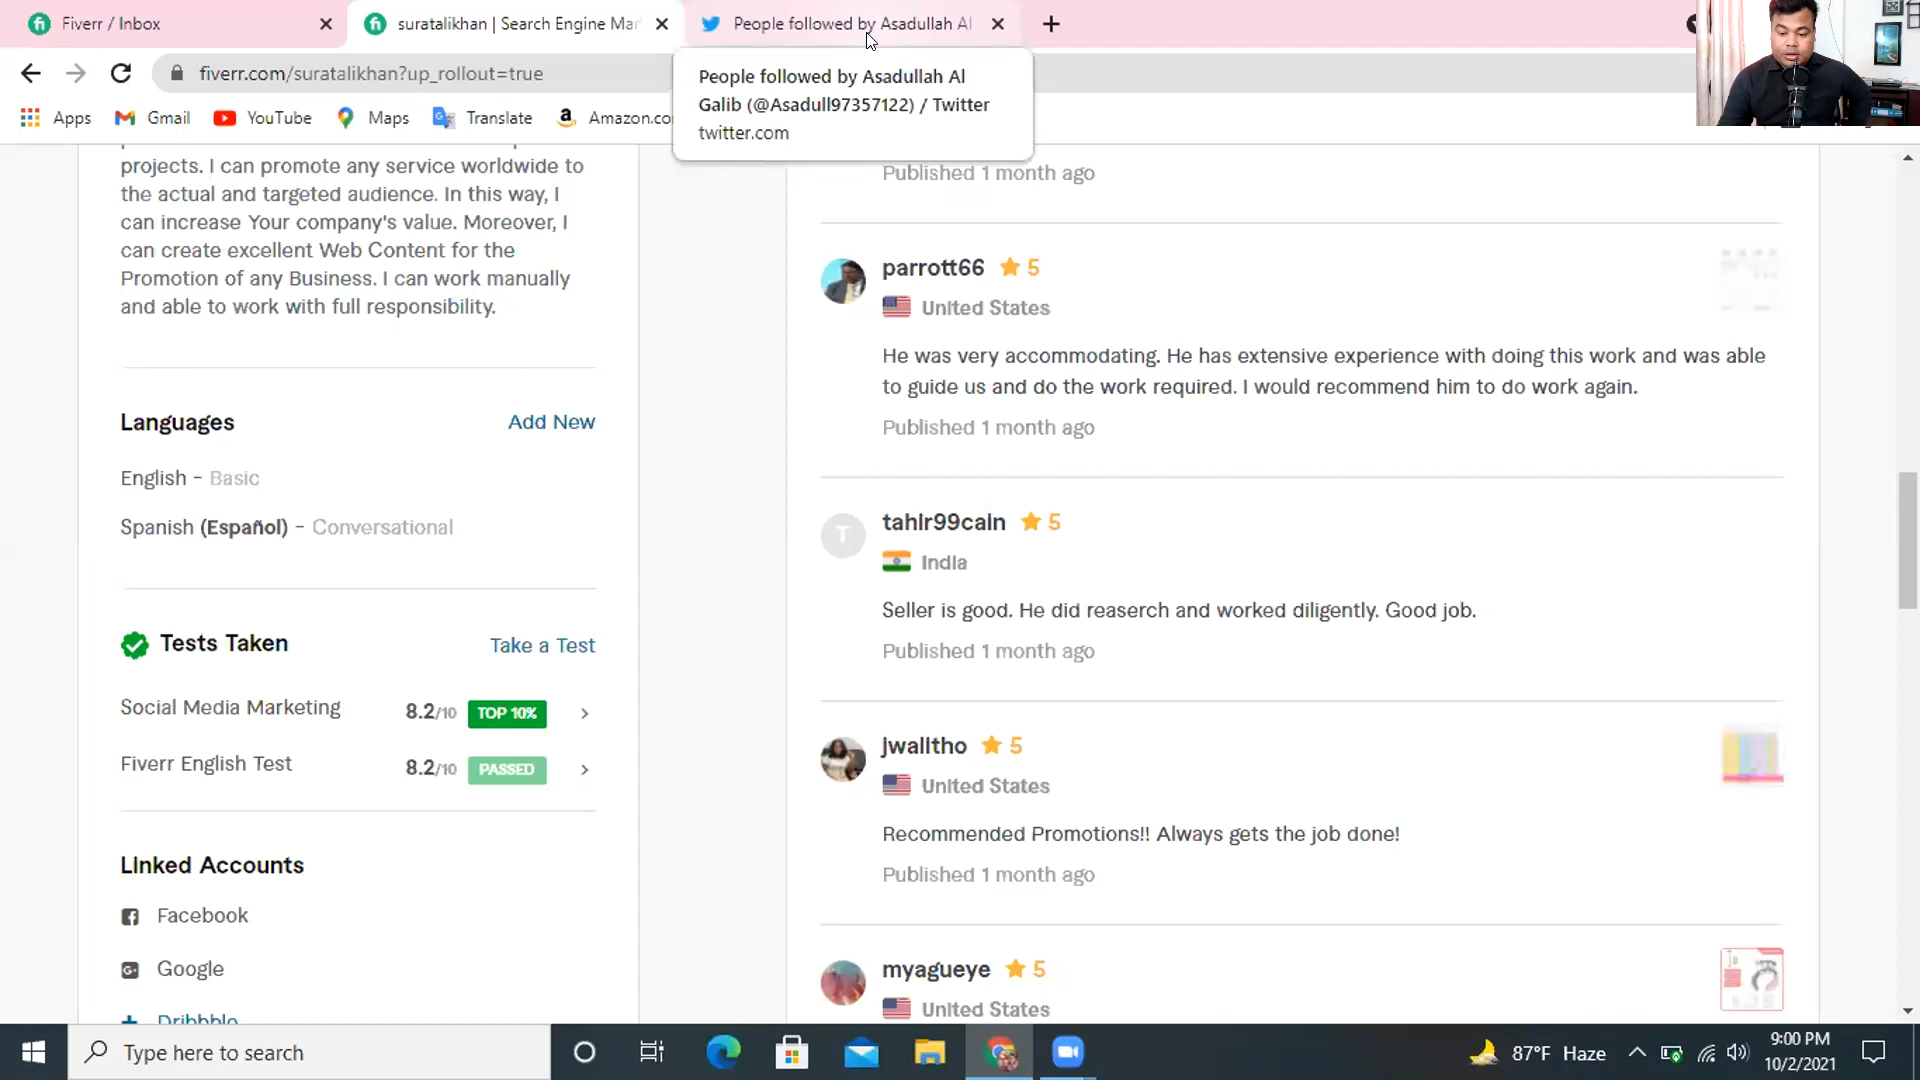 Fiverr / Inbox
suratalikhan | Search Engine Mar
People followed by Asadullah Al
fiverr.com/suratalikhan?up_rollout=true
People followed by Asadullah Al
Galib (@Asadull97357122) / Twitter
twitter.com
Apps
Gmail
YouTube
Maps
Translate
Amazon.co
projects. I can promote any service worldwide to
the actual and targeted audience. In this way, I
can increase Your company's value. Moreover, I
can create excellent Web Content for the
Promotion of any Business. I can work manually
and able to work with full responsibility.
Languages
Add New
English - Basic
Spanish (Español) - Conversational
Tests Taken
Take a Test
Social Media Marketing
8.2/10
TOP 10%
Fiverr English Test
8.2/10
PASSED
Linked Accounts
Facebook
Google
Dribbble
Published 1 month ago
parrott66 5
United States
He was very accommodating. He has extensive experience with doing this work and was able
to guide us and do the work required. I would recommend him to do work again.
Published 1 month ago
T
tahir99cain 5
India
Seller is good. He did reaserch and worked diligently. Good job.
Published 1 month ago
jwalltho 5
United States
Recommended Promotions!! Always gets the job done!
Published 1 month ago
myagueye 5
United States
Type here to search
87°F Haze
9:00 PM
10/2/2021